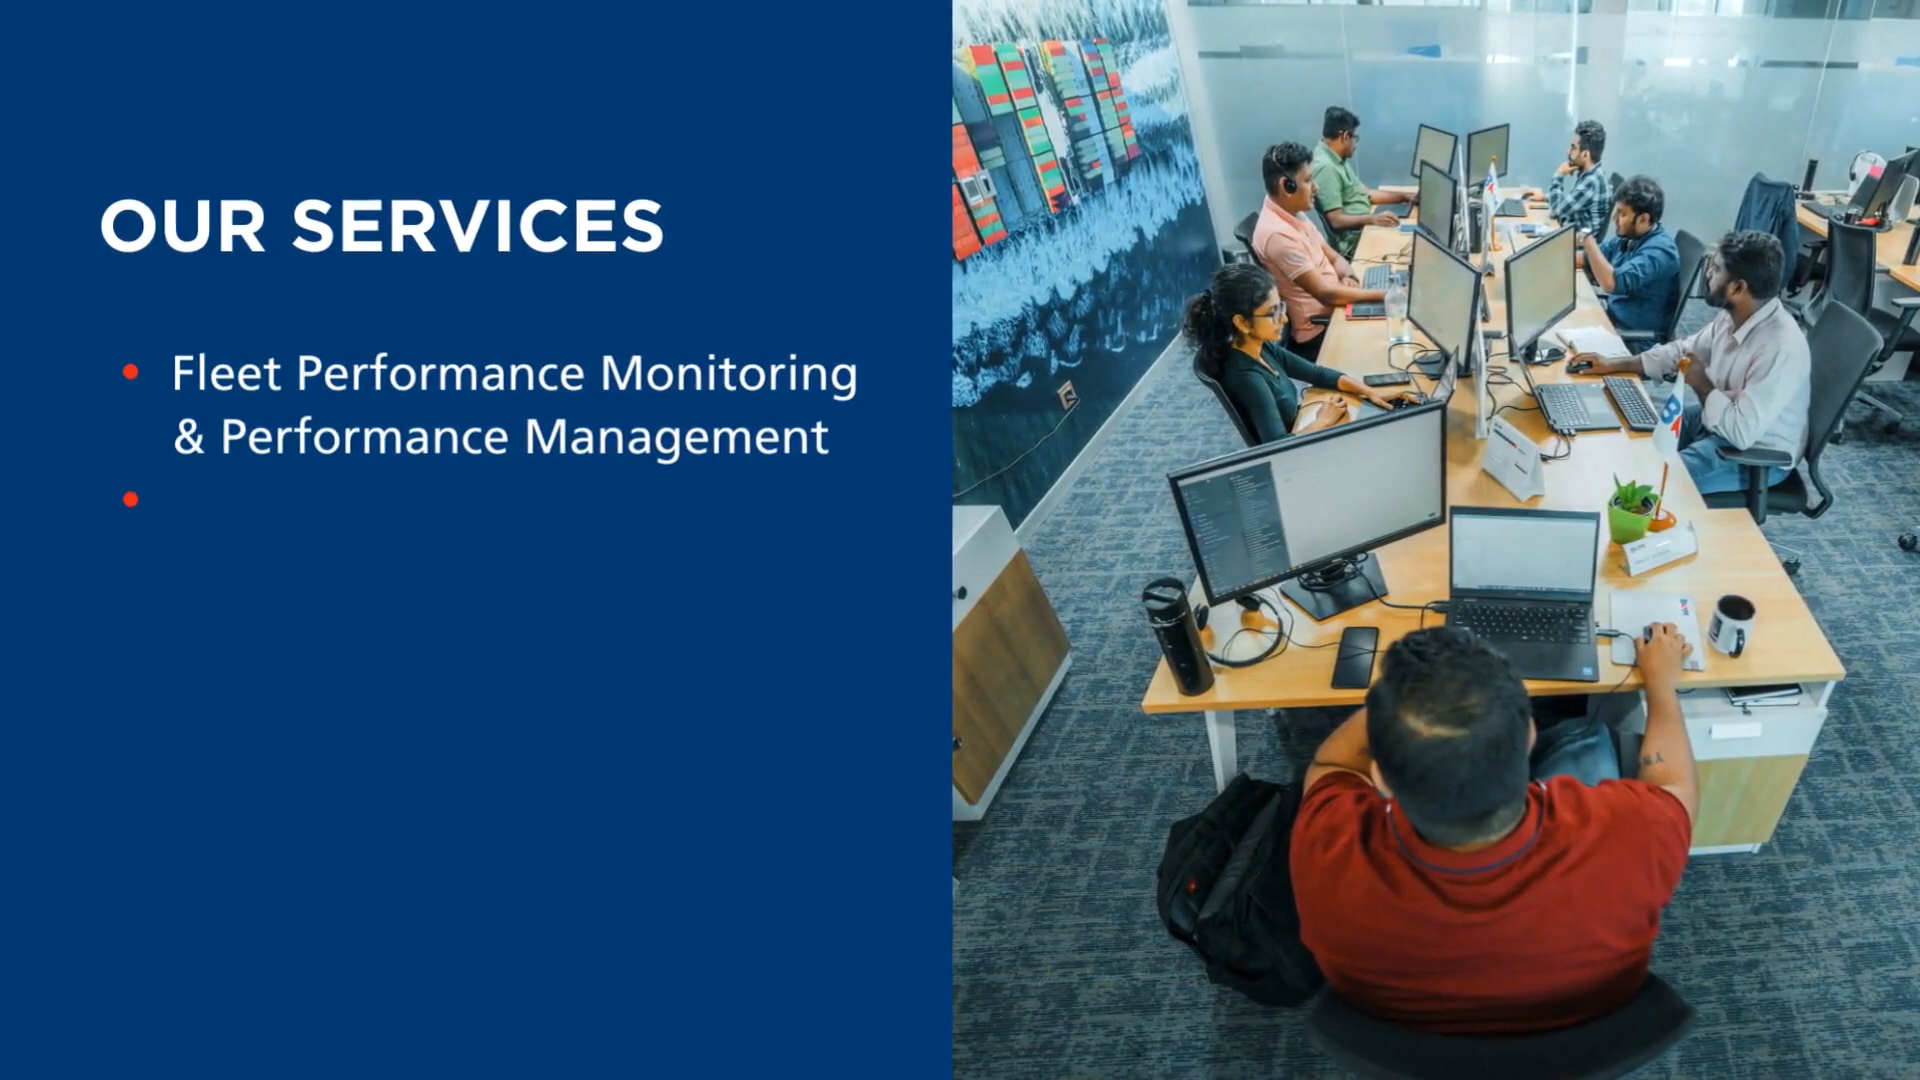 OUR SERVICES
• Fleet Performance Monitoring
& Performance Management
•